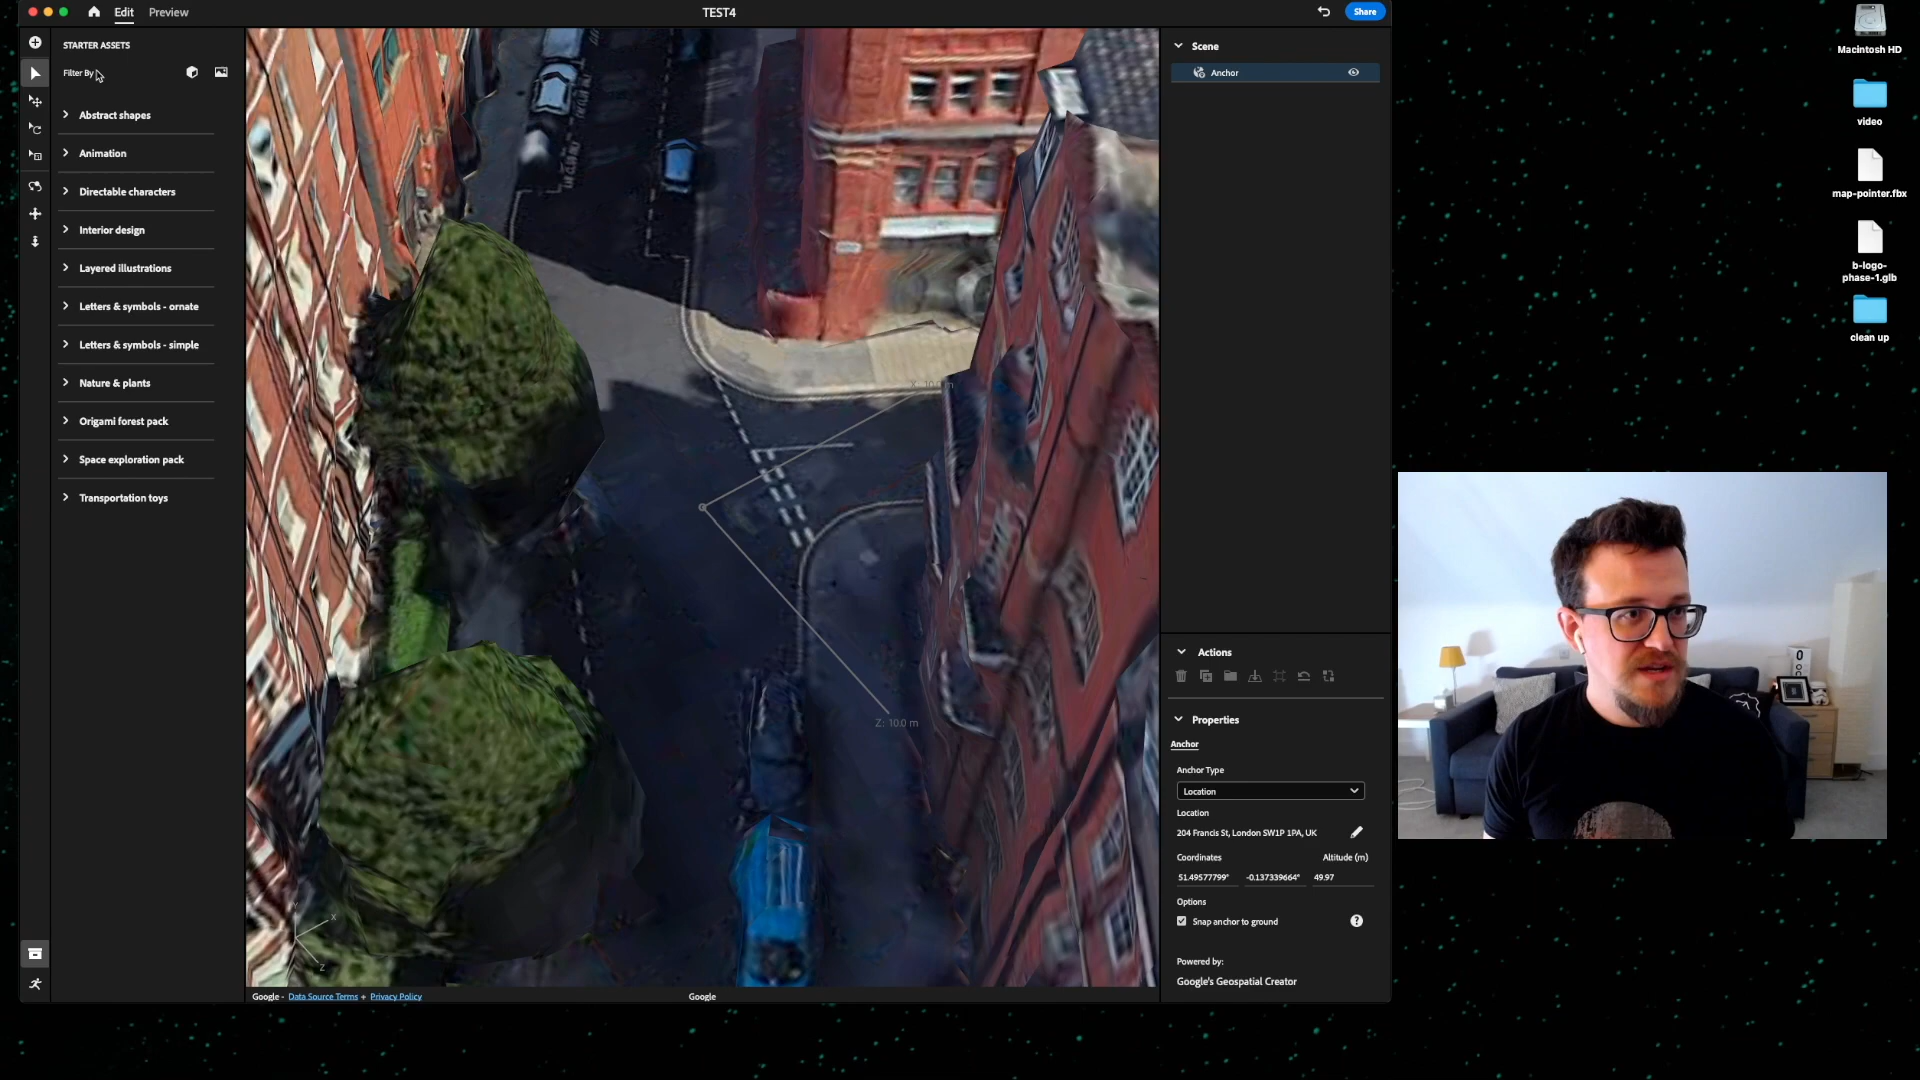 Edit
Preview
TEST4
Share
STARTER ASSETS
Filter By
Abstract shapes
Animation
Directable characters
Interior design
Layered illustrations
Letters & symbols - ornate
Letters & symbols - simple
Nature & plants
Origami forest pack
Space exploration pack
Transportation toys
X: 10.0 m
Z: 10.0 m
Y
X
Z
Google - Data Source Terms + Privacy Policy
Google
Scene
Anchor
Actions
Properties
Anchor
Anchor Type
Location
Location
204 Francis St, London SW1P 1PA, UK
Coordinates
Altitude (m)
51.49577799°
-0.137339664°
49.97
Options
Snap anchor to ground
?
Powered by:
Google's Geospatial Creator
Macintosh HD
video
map-pointer.fbx
b-logo-
phase-1.glb
clean up